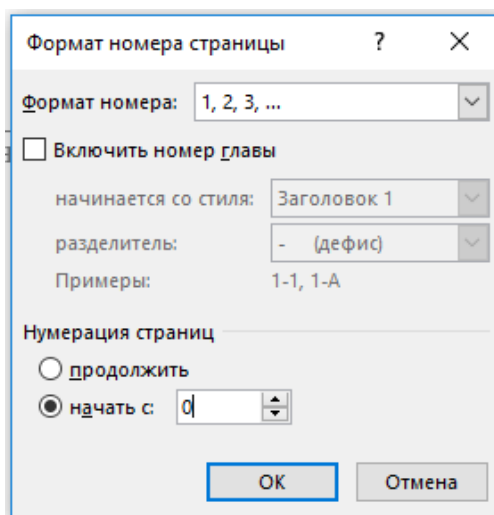 Формат номера страницы ?
Формат номера: 1, 2, 3, ...
Включить номер главы
начинается со стиля: Заголовок 1
разделитель: - (дефис)
Примеры: 1-1, 1-A
Нумерация страниц
продолжить
начать с: 0
ОК Отмена